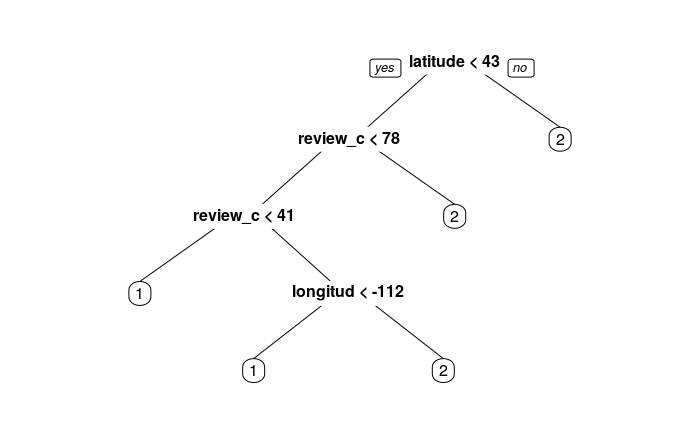 yes latitude < 43 no
review_c < 78
2
review_c < 41
2
1
longitud < -112
1
2